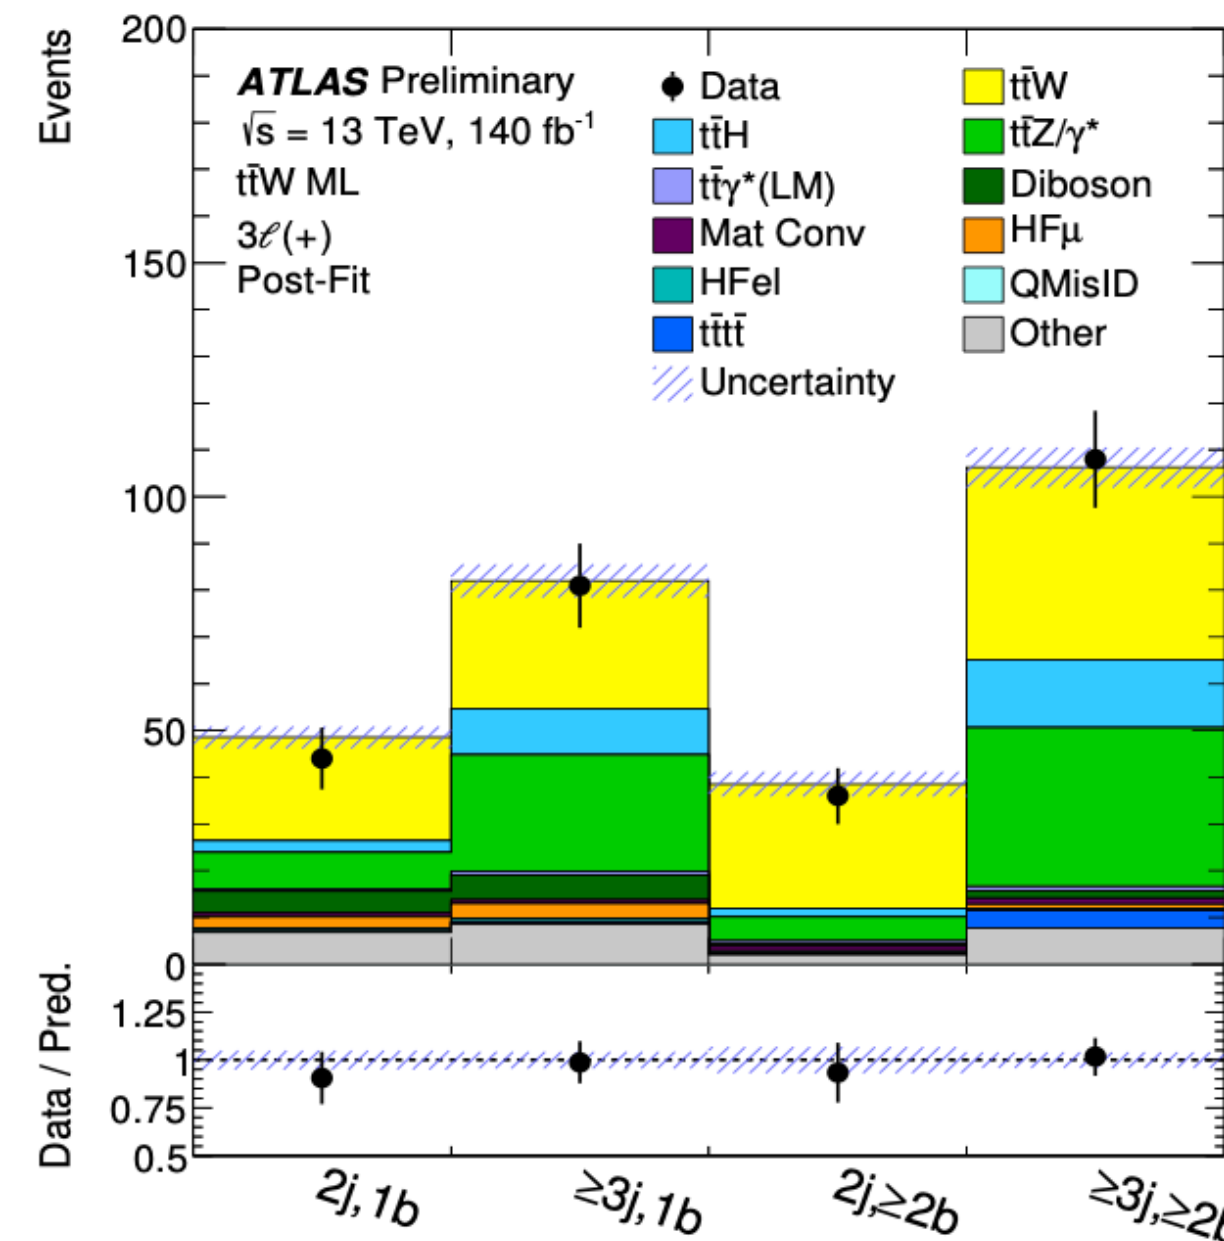 Events
200
150
100
50
0
ATLAS Preliminary
√s = 13 TeV, 140 fb⁻¹
tt̄W ML
3ℓ(+)
Post-Fit
Data
tt̄W
tt̄H
tt̄Z/γ*
tt̄γ*(LM)
Diboson
Mat Conv
HFμ
HFel
QMisID
tt̄tt̄
Other
Uncertainty
Data / Pred.
1.25
1
0.75
0.5
2j, 1b
≥3j, 1b
2j,≥2b
≥3j,≥2b